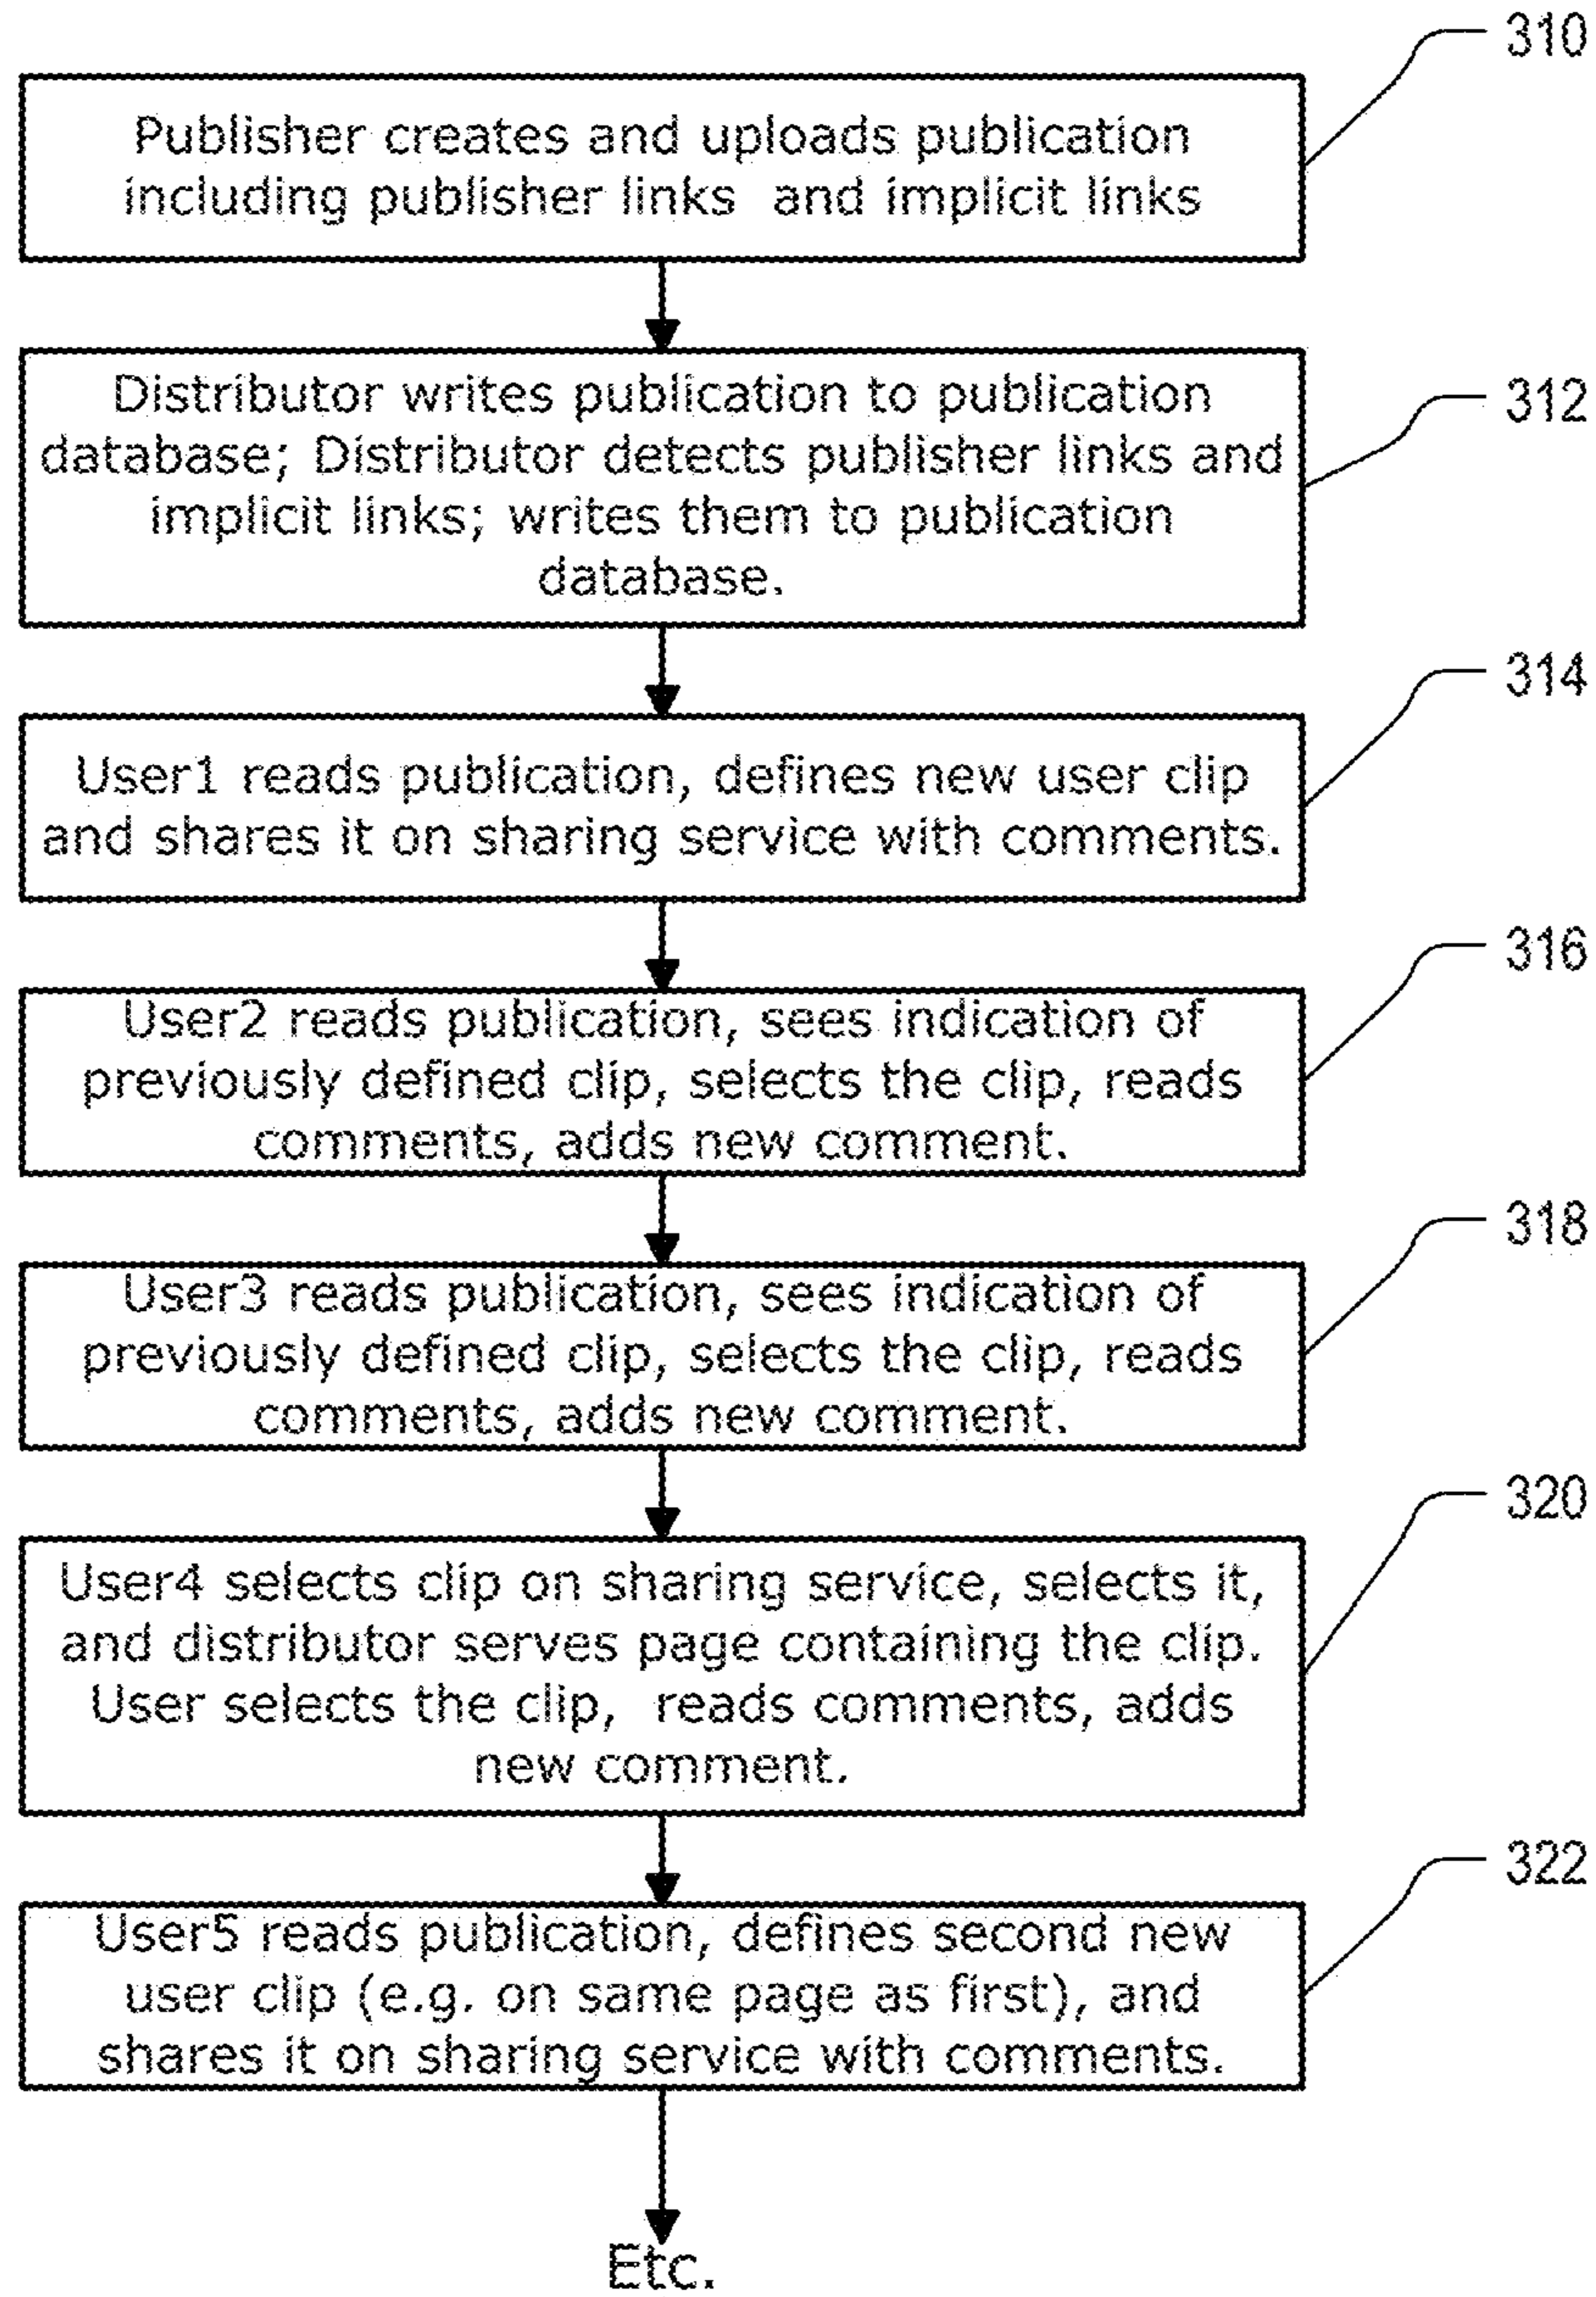 310
Publisher creates and uploads publication
including publisher links and implicit links
312
Distributor writes publication to publication
database; Distributor detects publisher links and
implicit links; writes them to publication
database.
314
User1 reads publication, defines new user clip
and shares it on sharing service with comments.
316
User2 reads publication, sees indication of
previously defined clip, selects the clip, reads
comments, adds new comment.
318
User3 reads publication, sees indication of
previously defined clip, selects the clip, reads
comments, adds new comment.
320
User4 selects clip on sharing service, selects it,
and distributor serves page containing the clip.
User selects the clip, reads comments, adds
new comment.
322
User5 reads publication, defines second new
user clip (e.g. on same page as first), and
shares it on sharing service with comments.
Etc.